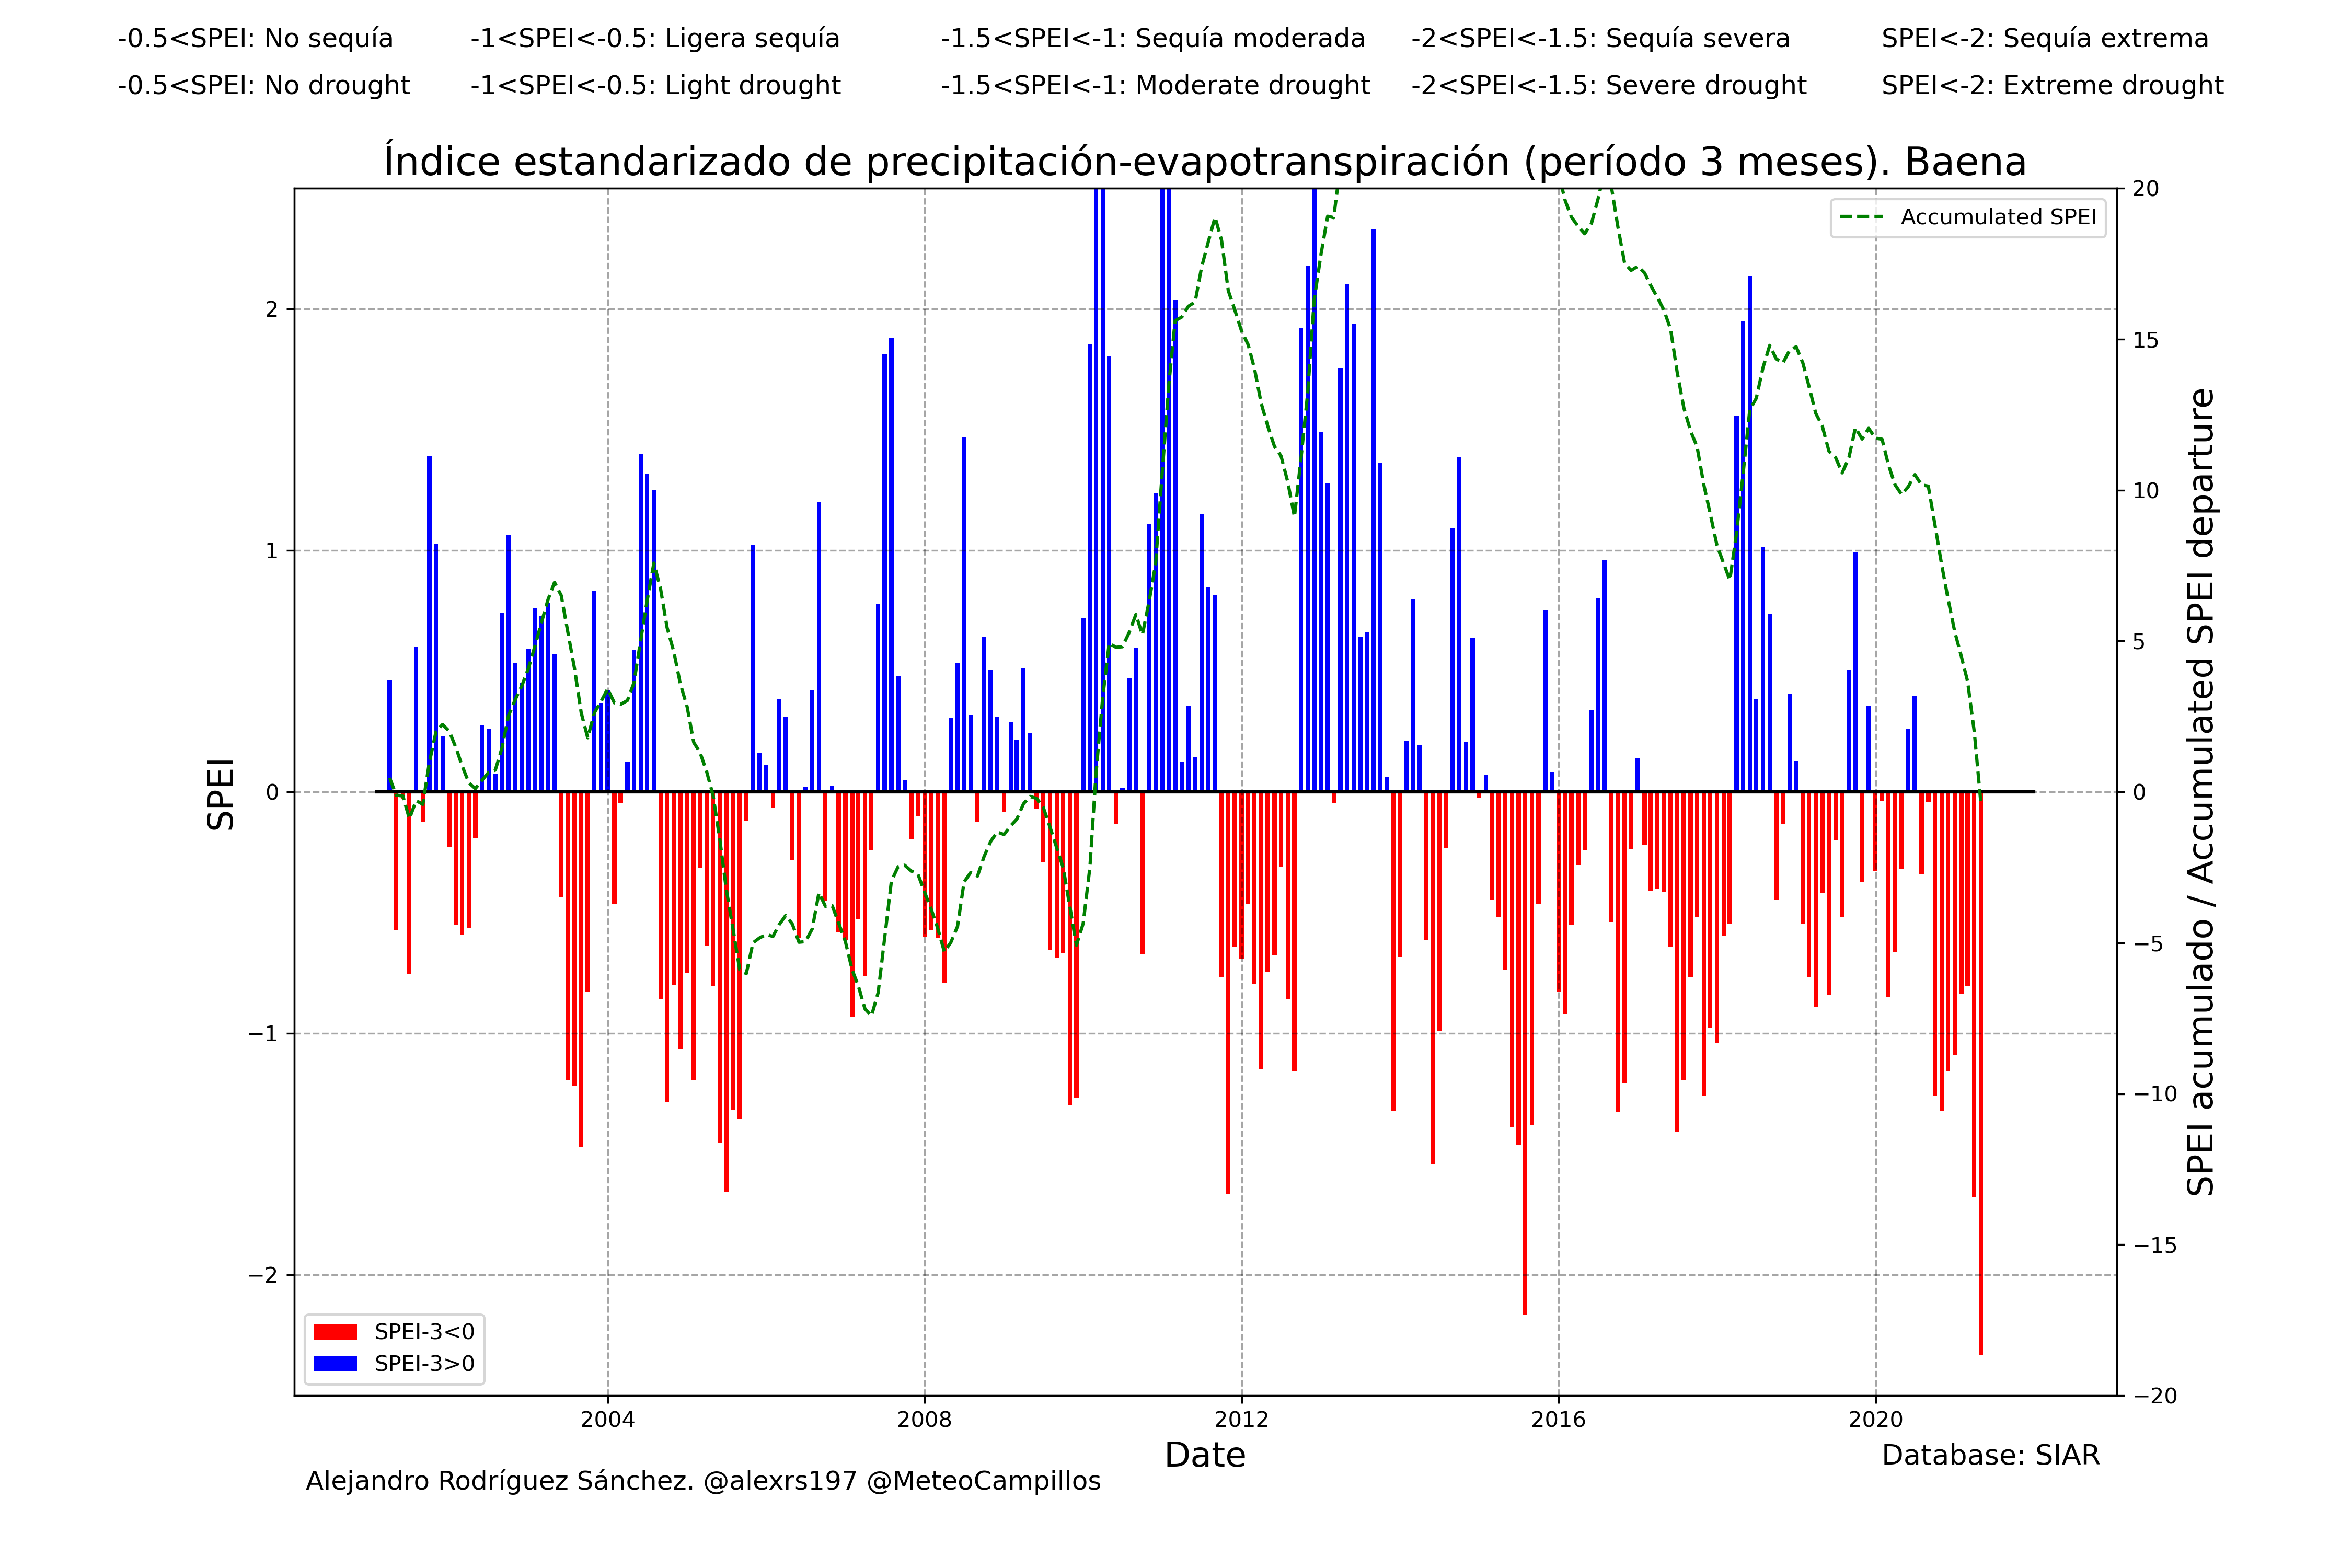 -0.5<SPEI: No sequía -1<SPEI<-0.5: Ligera sequía -1.5<SPEI<-1: Sequía moderada -2<SPEI<-1.5: Sequía severa SPEI<-2: Sequía extrema
-0.5<SPEI: No drought -1<SPEI<-0.5: Light drought -1.5<SPEI<-1: Moderate drought -2<SPEI<-1.5: Severe drought SPEI<-2: Extreme drought
Índice estandarizado de precipitación-evapotranspiración (período 3 meses). Baena
Accumulated SPEI
2
1
0
−1
−2
SPEI
20
15
10
5
0
−5
−10
−15
−20
SPEI acumulado / Accumulated SPEI departure
SPEI-3<0
SPEI-3>0
2004 2008 2012 2016 2020
Date
Database: SIAR
Alejandro Rodríguez Sánchez. @alexrs197 @MeteoCampillos